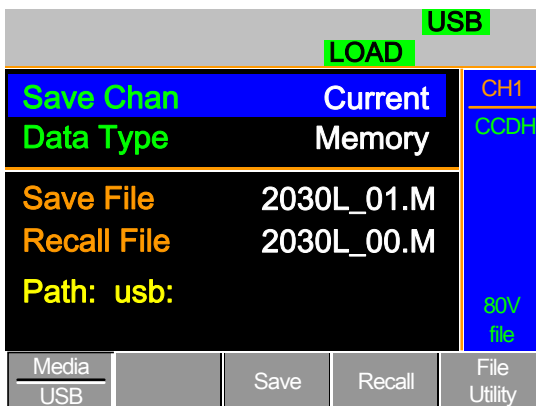 USB
LOAD
Save Chan Current
Data Type Memory
Save File 2030L_01.M
Recall File 2030L_00.M
Path: usb:
CH1
CCDH
80V
file
Media
USB
Save
Recall
File
Utility